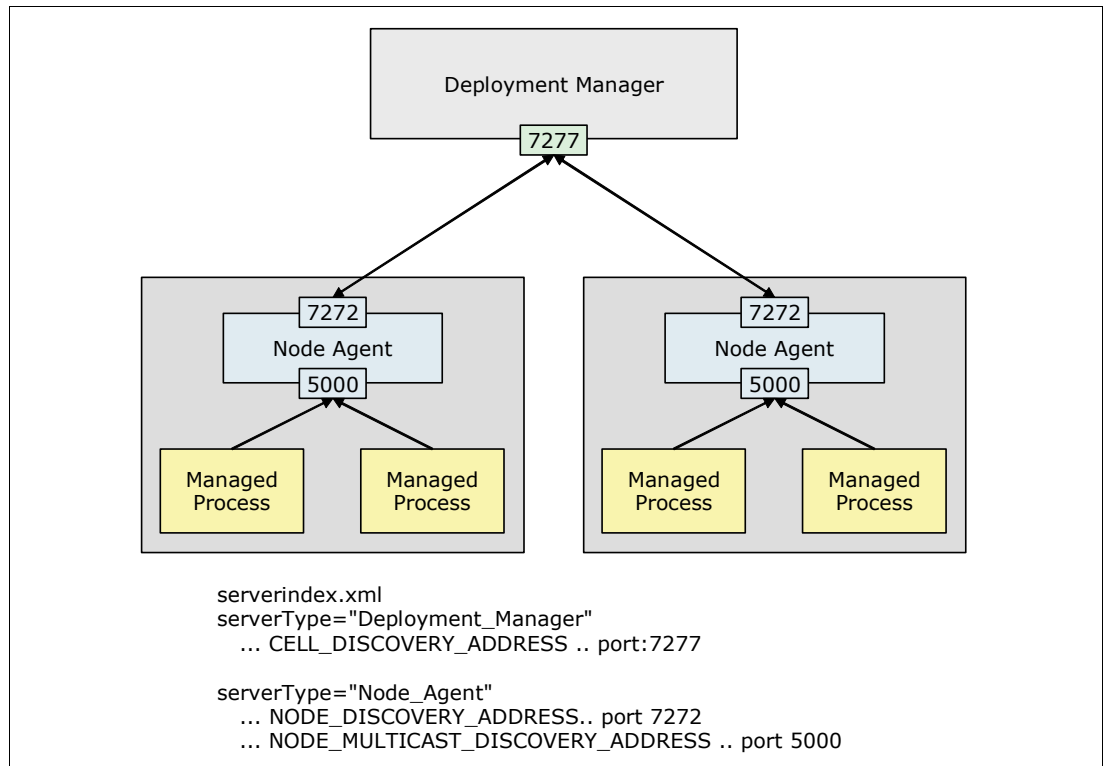 Deployment Manager
7277
7272
Node Agent
5000
Managed
Process
Managed
Process
7272
Node Agent
5000
Managed
Process
Managed
Process
serverindex.xml
serverType="Deployment_Manager"
... CELL_DISCOVERY_ADDRESS .. port:7277
serverType="Node_Agent"
... NODE_DISCOVERY_ADDRESS.. port 7272
... NODE_MULTICAST_DISCOVERY_ADDRESS .. port 5000